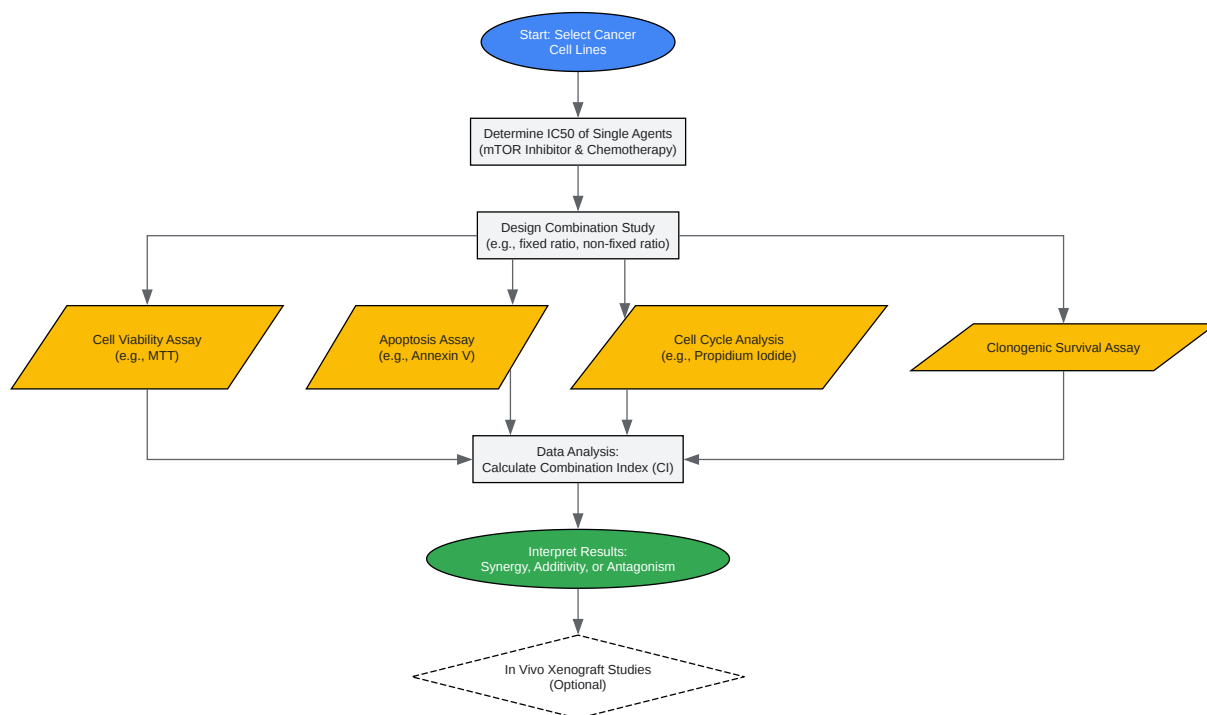 Start: Select Cancer
Cell Lines
Determine IC50 of Single Agents
(mTOR Inhibitor & Chemotherapy)
Design Combination Study
(e.g., fixed ratio, non-fixed ratio)
Cell Viability Assay
(e.g., MTT)
Apoptosis Assay
(e.g., Annexin V)
Cell Cycle Analysis
(e.g., Propidium Iodide)
Clonogenic Survival Assay
Data Analysis:
Calculate Combination Index (CI)
Interpret Results:
Synergy, Additivity, or Antagonism
In Vivo Xenograft Studies
(Optional)